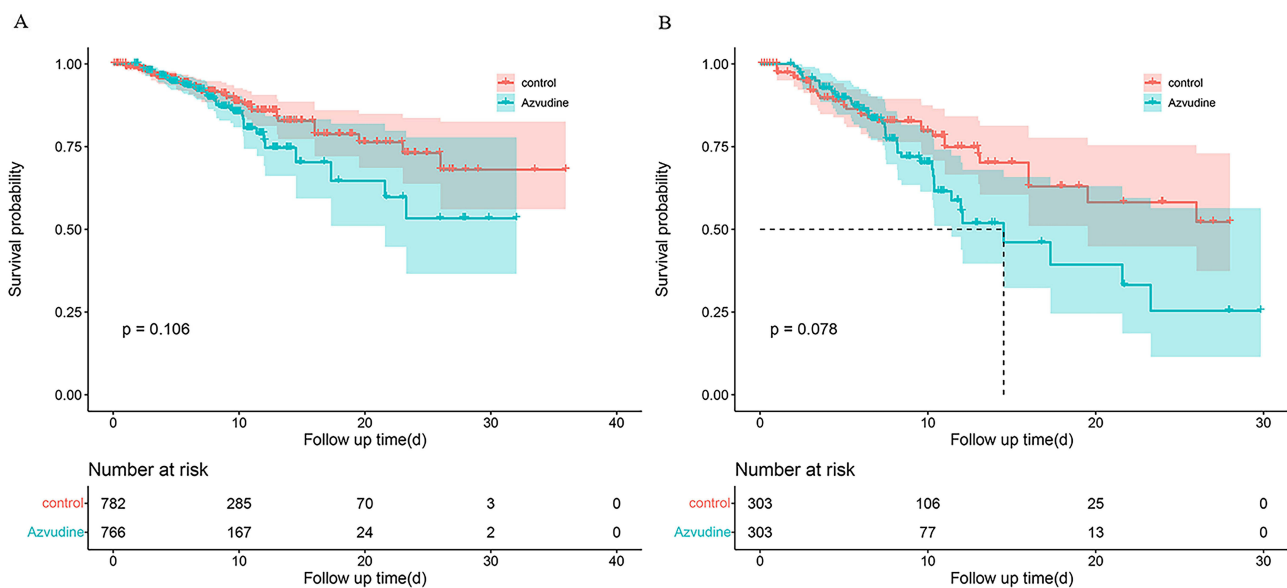 A
1.00
0.75
0.50
0.25
0.00
Survival probability
control
Azvudine
p = 0.106
0 10 20 30 40
Follow up time(d)
Number at risk
control 782 285 70 3 0
Azvudine 766 167 24 2 0
0 10 20 30 40
Follow up time(d)
B
1.00
0.75
0.50
0.25
0.00
Survival probability
control
Azvudine
p = 0.078
0 10 20 30
Follow up time(d)
Number at risk
control 303 106 25 0
Azvudine 303 77 13 0
0 10 20 30
Follow up time(d)